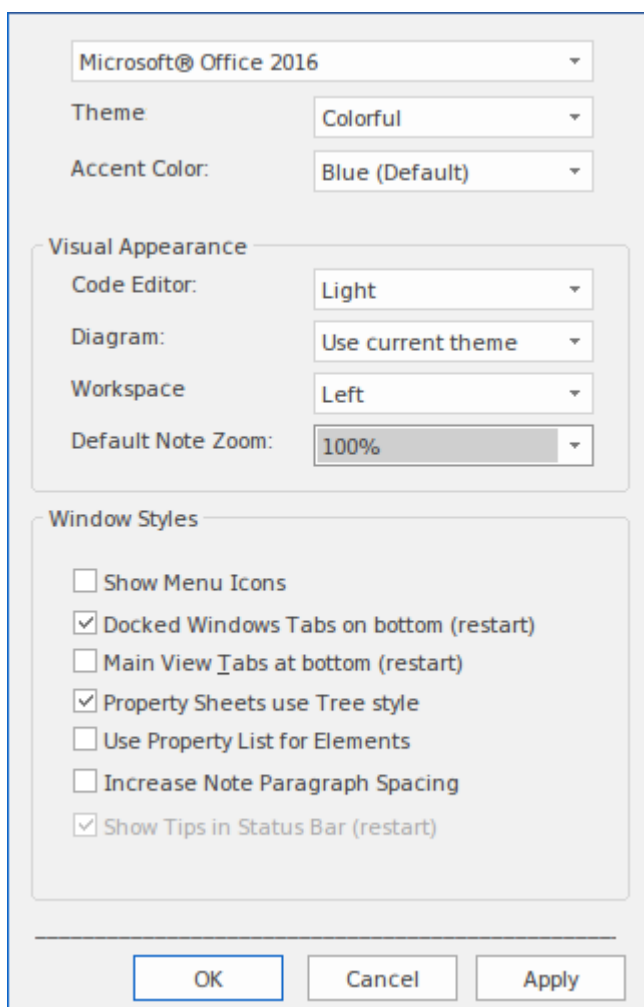 Microsoft® Office 2016
Theme Colorful
Accent Color: Blue (Default)
Visual Appearance
Code Editor: Light
Diagram: Use current theme
Workspace Left
Default Note Zoom: 100%
Window Styles
Show Menu Icons
Docked Windows Tabs on bottom (restart)
Main View Tabs at bottom (restart)
Property Sheets use Tree style
Use Property List for Elements
Increase Note Paragraph Spacing
Show Tips in Status Bar (restart)
OK Cancel Apply